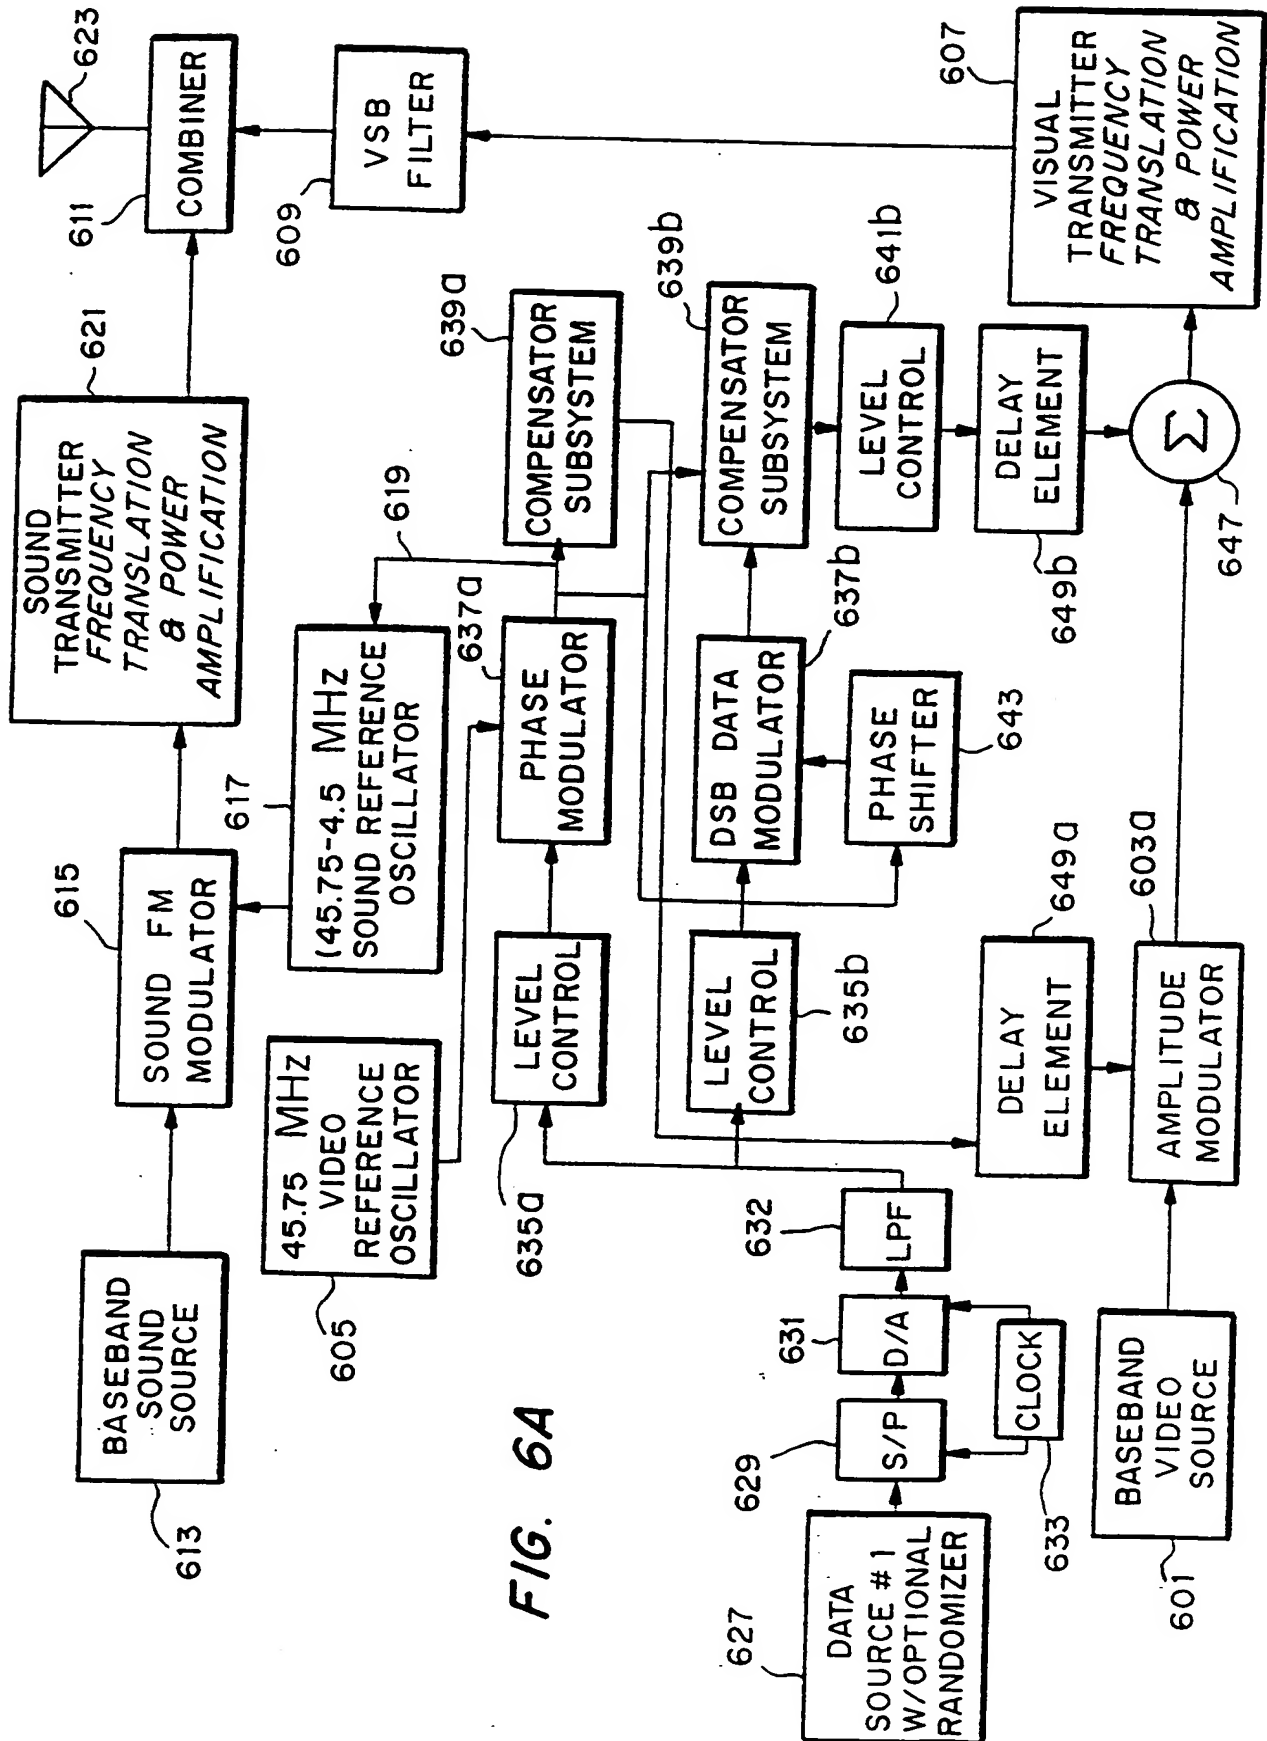 613
BASEBAND
SOUND
SOURCE
615
SOUND FM
MODULATOR
SOUND
TRANSMITTER
FREQUENCY
TRANSLATION
& POWER
AMPLIFICATION
621
611
COMBINER
623
605
45.75 MHz
VIDEO
REFERENCE
OSCILLATOR
617
(45.75-4.5 MHz
SOUND REFERENCE
OSCILLATOR
619
609
VSB
FILTER
FIG. 6A
635a
LEVEL
CONTROL
637a
PHASE
MODULATOR
639a
COMPENSATOR
SUBSYSTEM
LEVEL
CONTROL
635b
DSB DATA
MODULATOR
637b
COMPENSATOR
SUBSYSTEM
639b
627
DATA
SOURCE #1
W/OPTIONAL
RANDOMIZER
629
S/P
631
D/A
632
LPF
CLOCK
633
PHASE
SHIFTER
643
LEVEL
CONTROL
641b
DELAY
ELEMENT
649a
DELAY
ELEMENT
649b
601
BASEBAND
VIDEO
SOURCE
AMPLITUDE
MODULATOR
603a
Σ
647
VISUAL
TRANSMITTER
FREQUENCY
TRANSLATION
& POWER
AMPLIFICATION
607